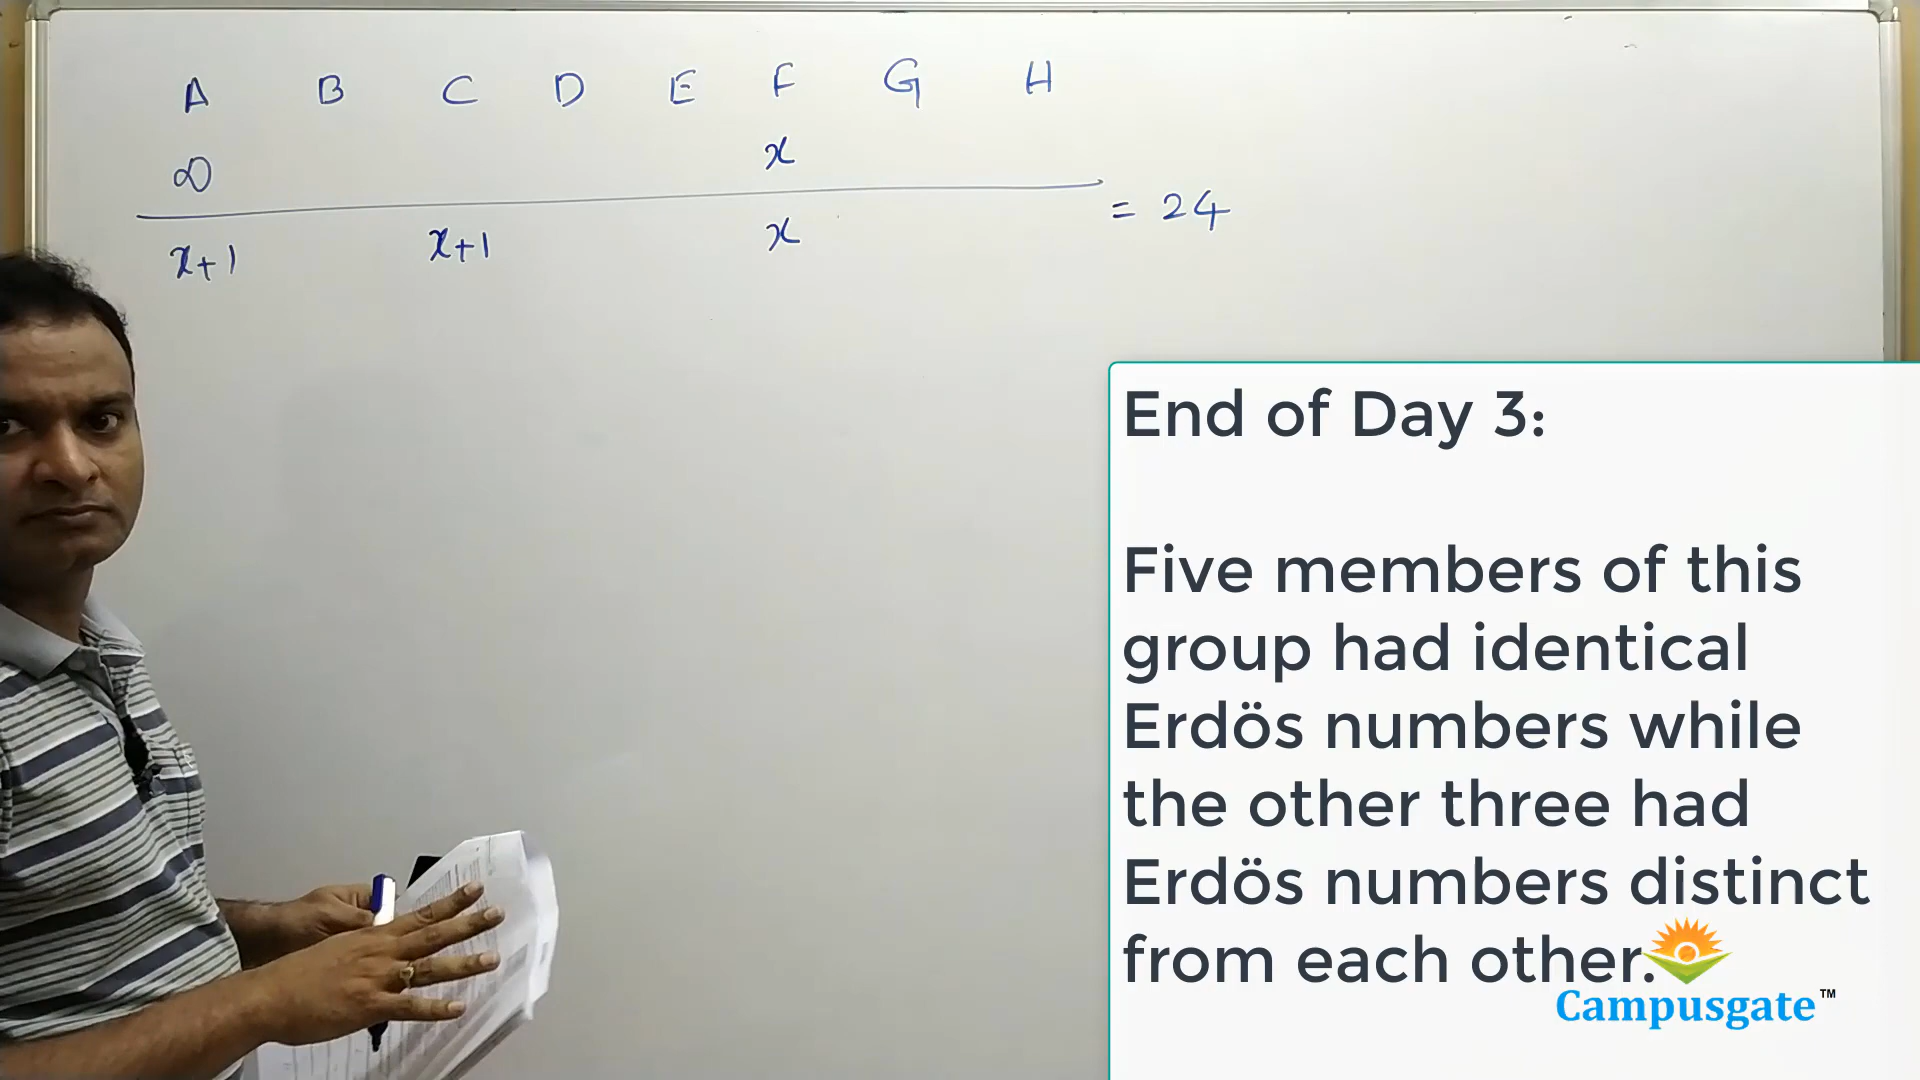 A B C D E F G H
∞ x
= 24
x+1 x+1 x
End of Day 3:
Five members of this
group had identical
Erdös numbers while
the other three had
Erdös numbers distinct
from each other.
Campusgate™